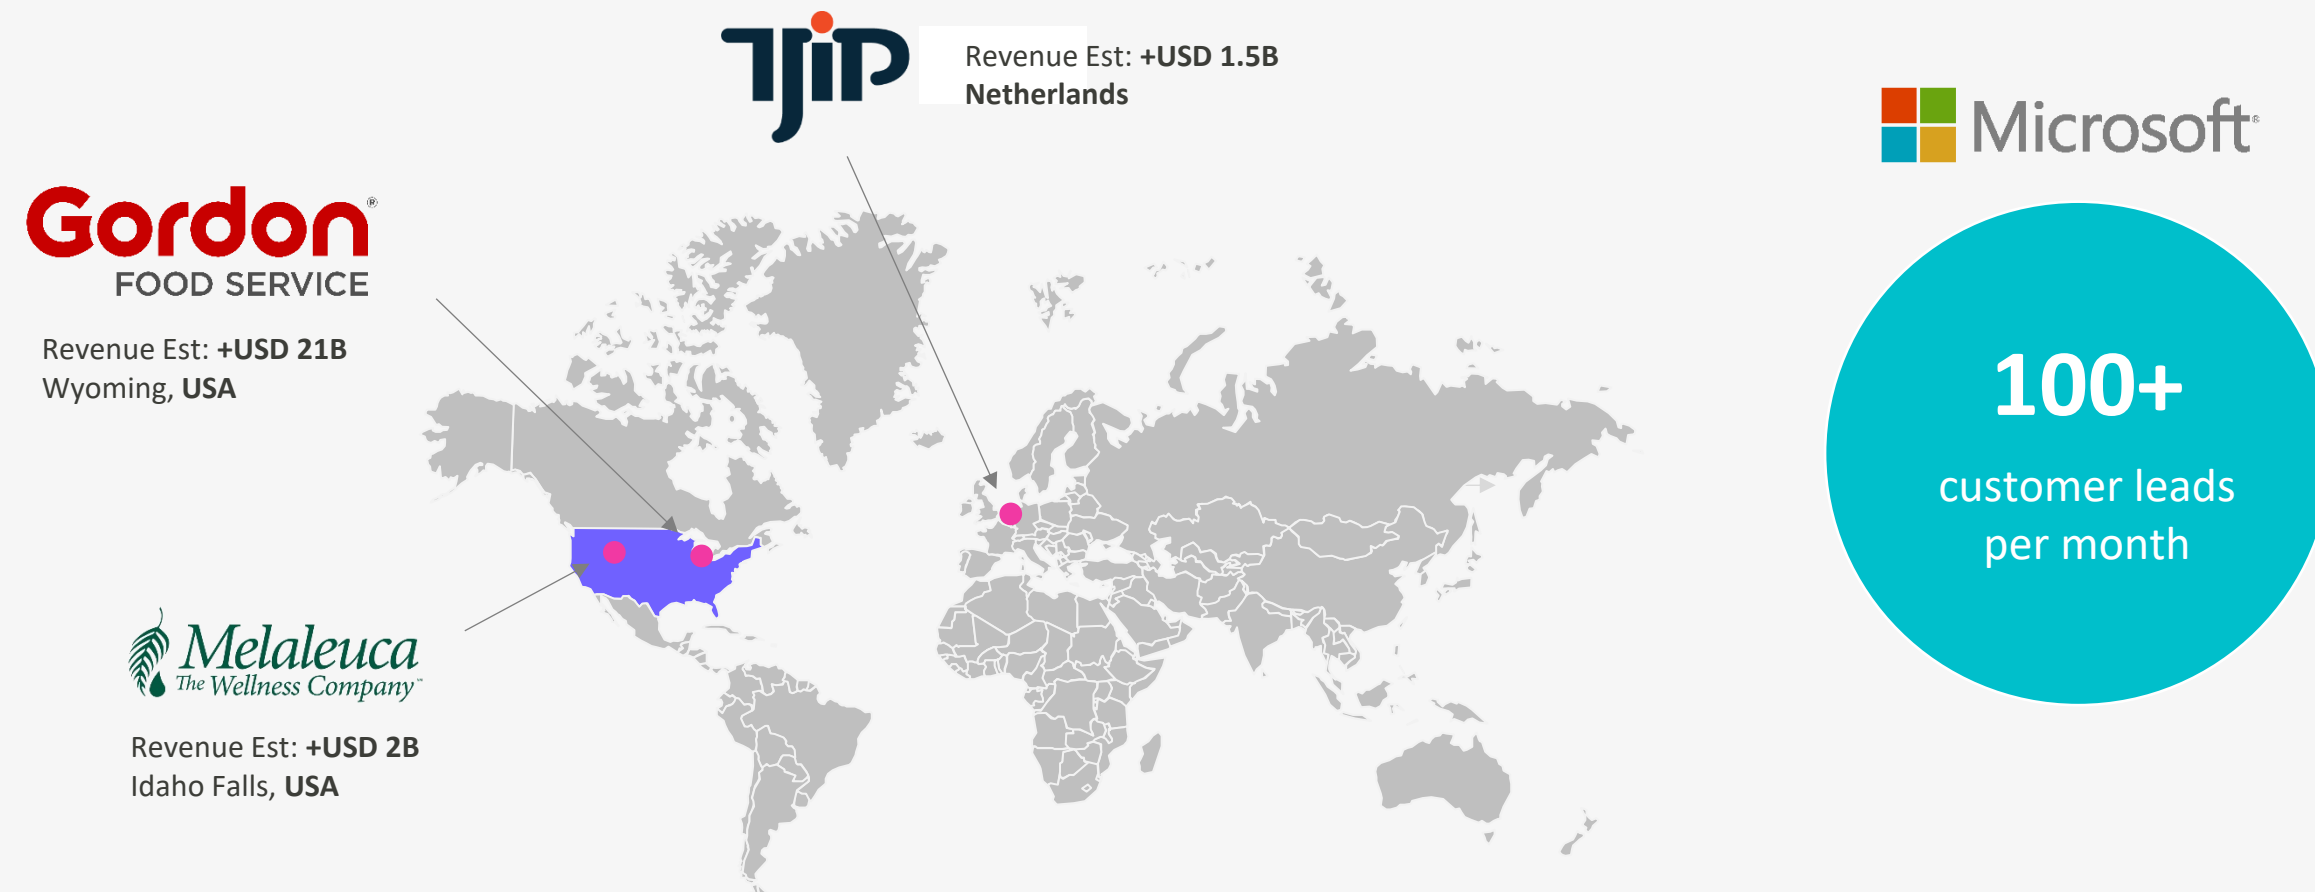 TJiP
Revenue Est: +USD 1.5B
Netherlands
Microsoft®
Gordon®
FOOD SERVICE
Revenue Est: +USD 21B
Wyoming, USA
100+
customer leads
per month
Melaleuca
The Wellness Company™
Revenue Est: +USD 2B
Idaho Falls, USA